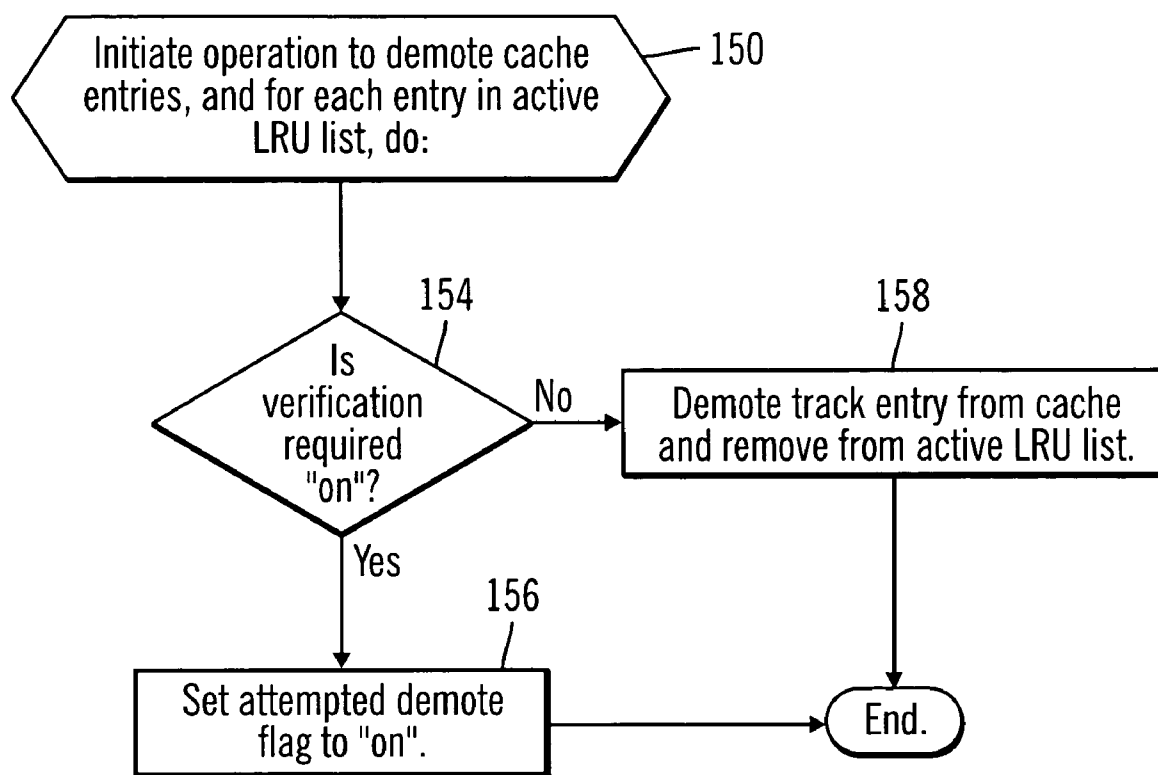 Initiate operation to demote cache
entries, and for each entry in active
LRU list, do:
150
154
Is
verification
required
"on"?
No
158
Demote track entry from cache
and remove from active LRU list.
Yes
156
Set attempted demote
flag to "on".
End.